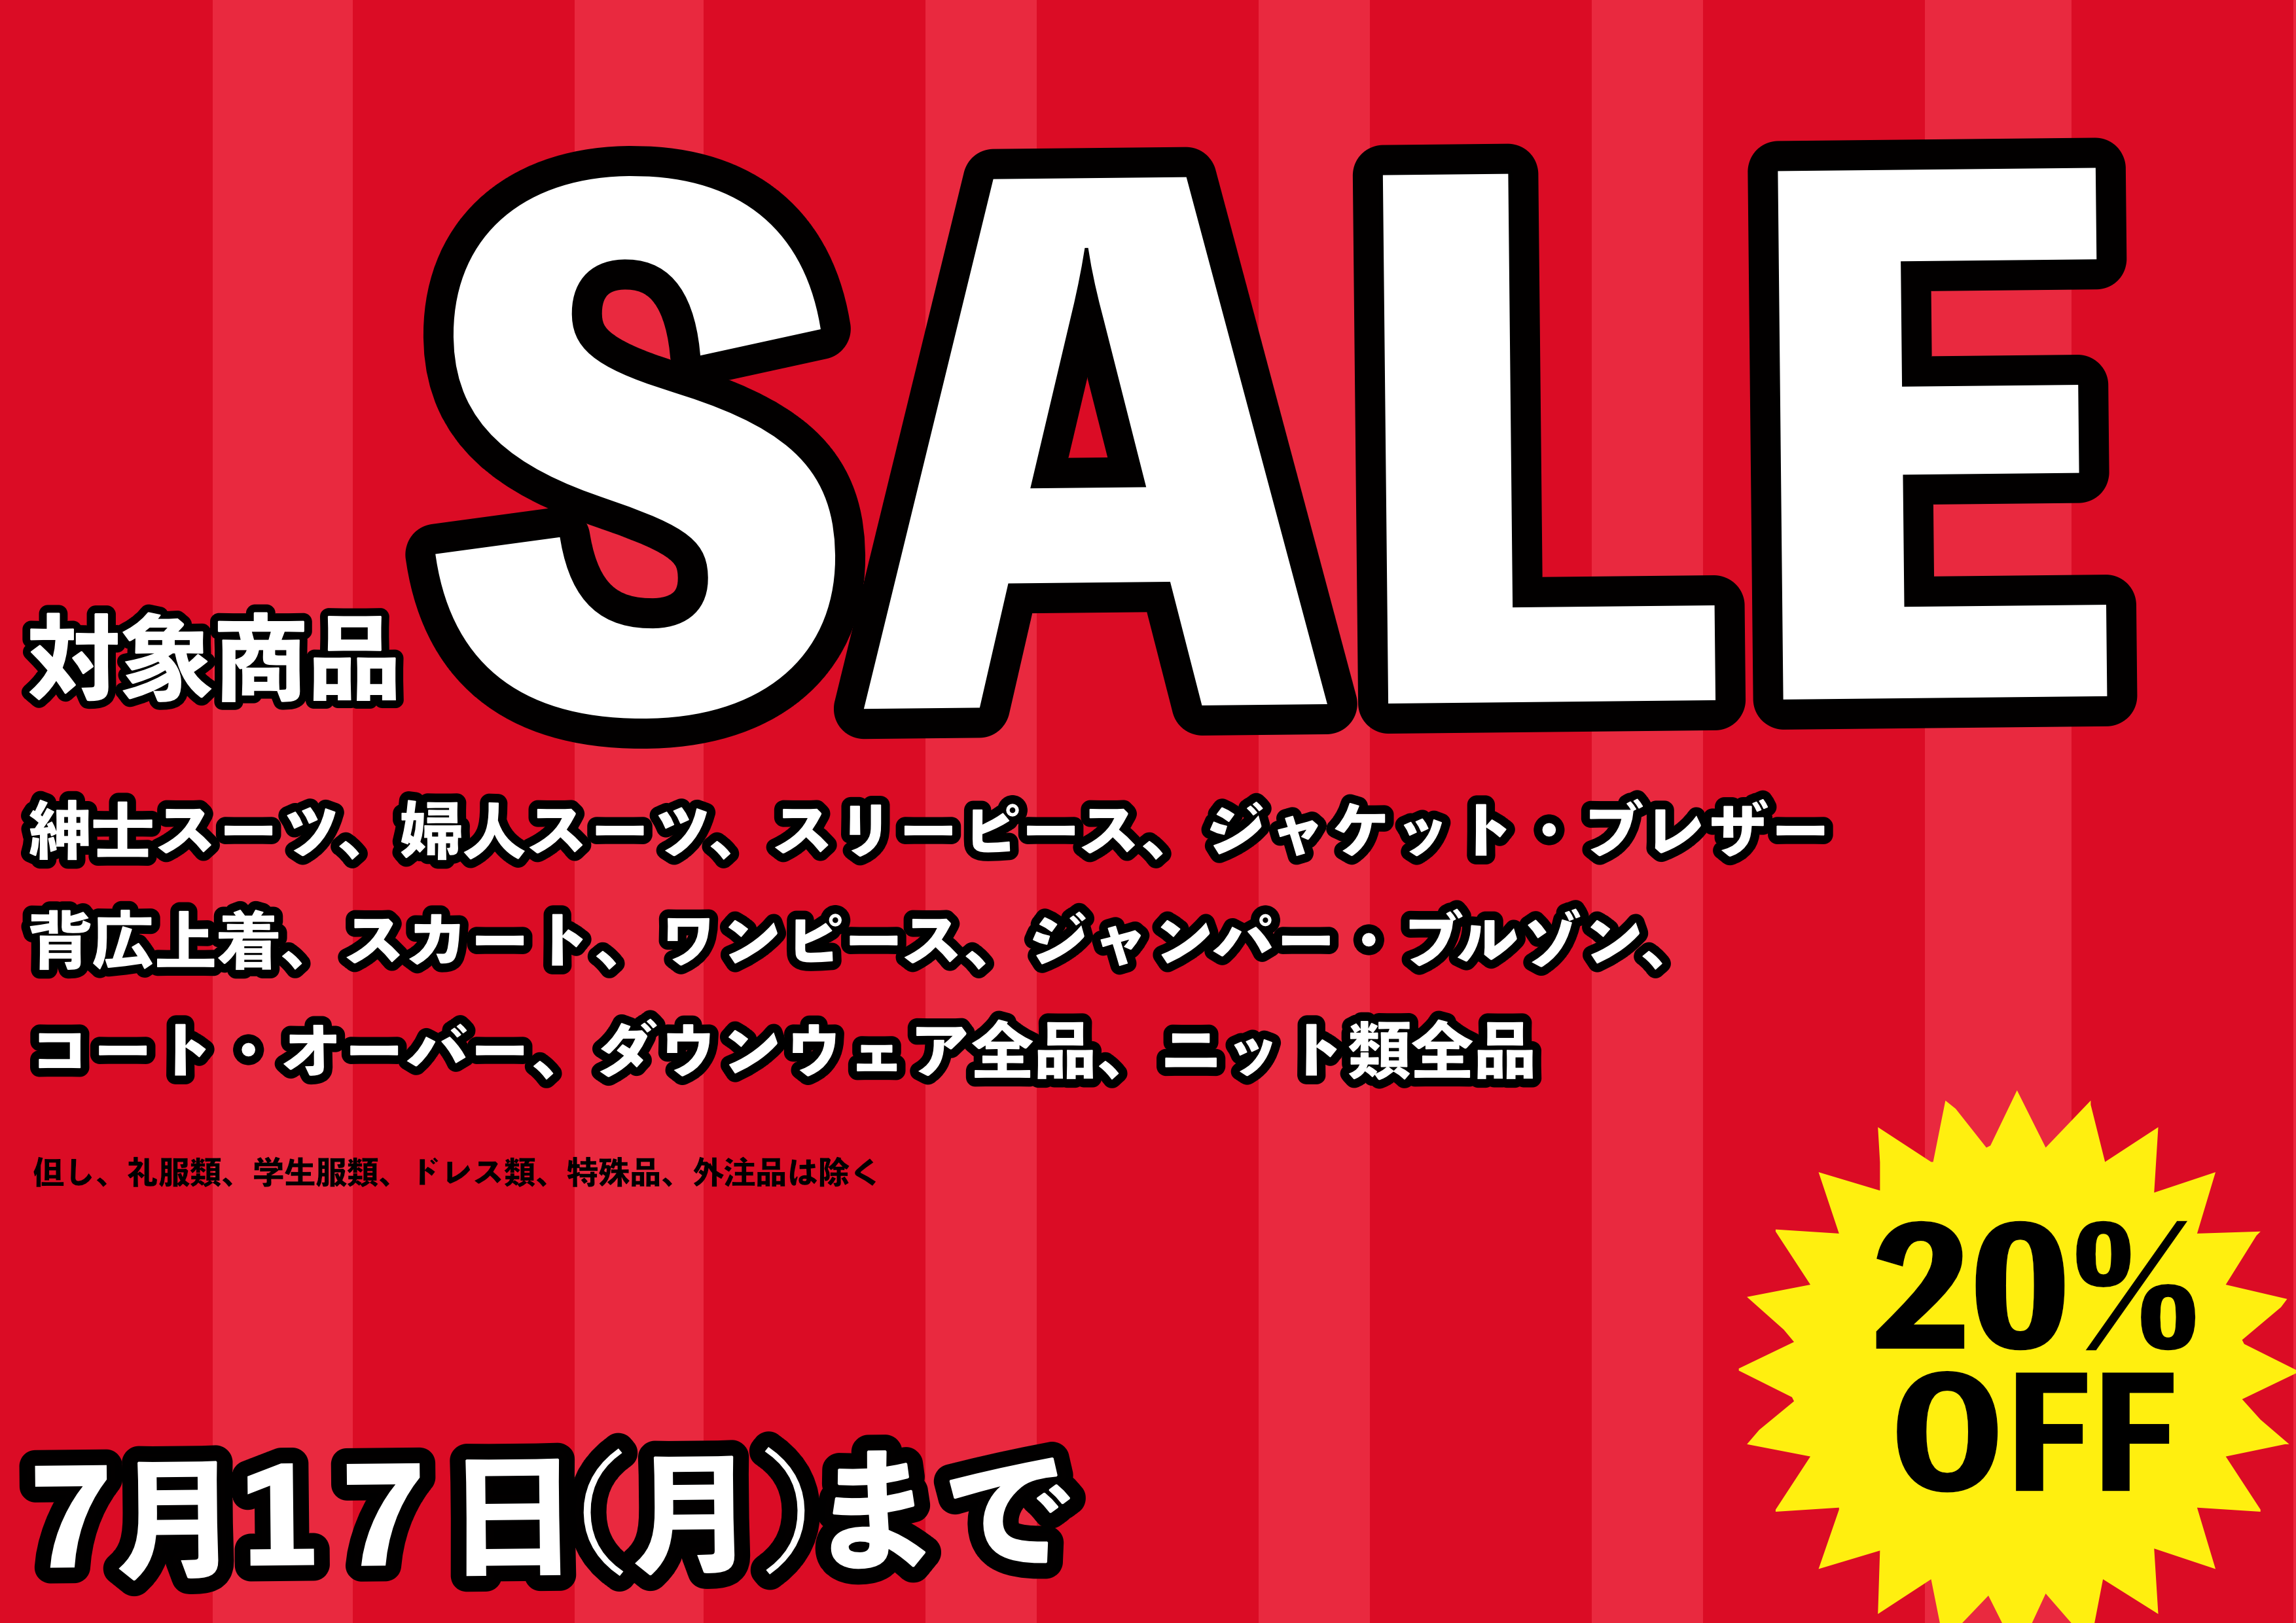 SALE
対象商品
紳士スーツ、婦人スーツ、スリーピース、ジャケット・ブレザー
背広上着、スカート、ワンピース、ジャンパー・ブルゾン、
コート・オーバー、ダウンウェア全品、ニット類全品
但し、礼服類、学生服類、ドレス類、特殊品、外注品は除く
20%
OFF
7月17日(月)まで